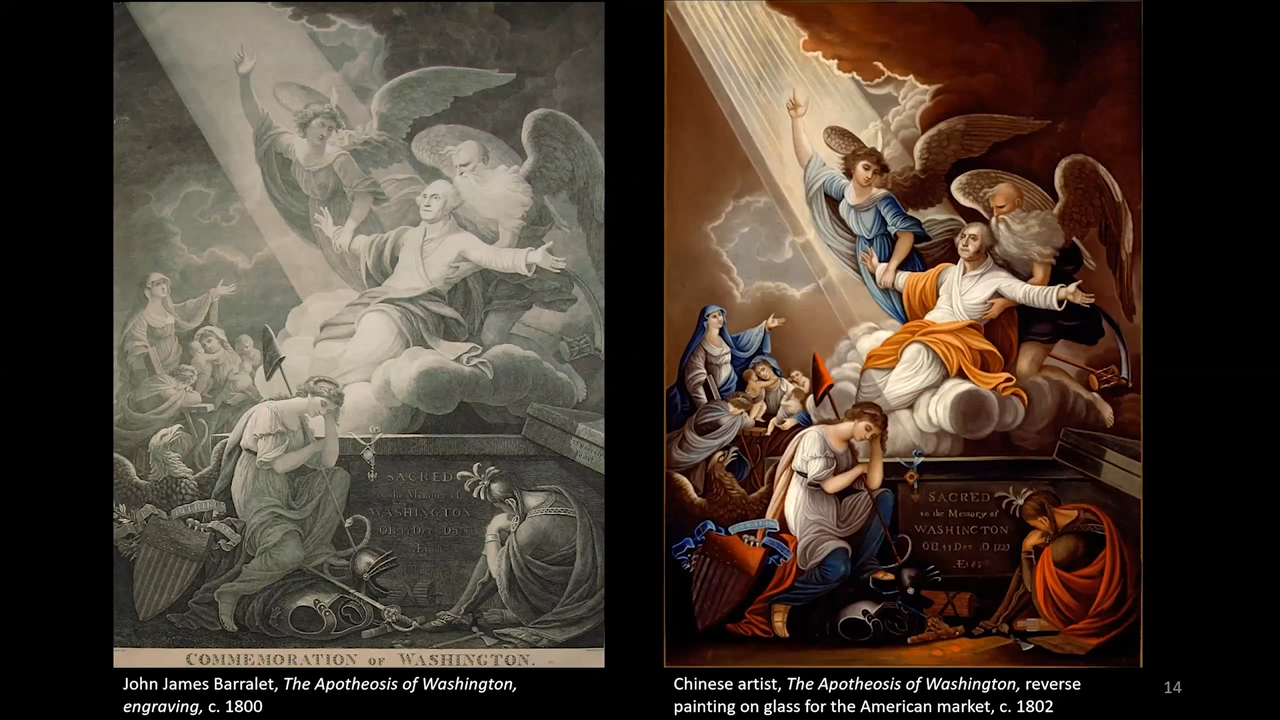 SACRED
to the Memory of
WASHINGTON
SACRED
to the Memory of
WASHINGTON
COMMEMORATION OF WASHINGTON.
John James Barralet, The Apotheosis of Washington,
engraving, c. 1800
Chinese artist, The Apotheosis of Washington, reverse
painting on glass for the American market, c. 1802
14